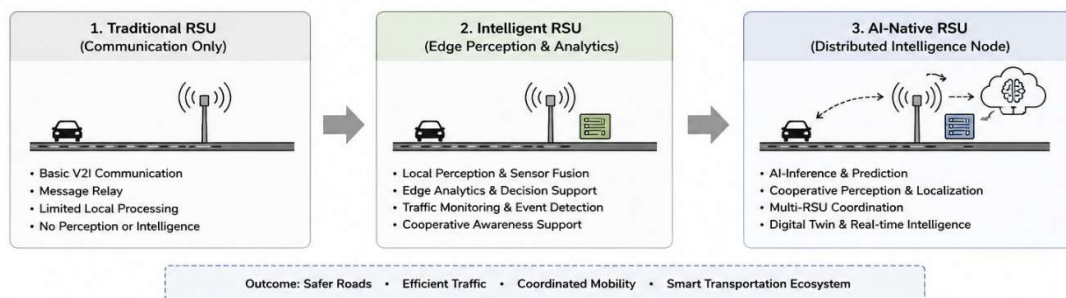 1. Traditional RSU
(Communication Only)
• Basic V2I Communication
• Message Relay
• Limited Local Processing
• No Perception or Intelligence
2. Intelligent RSU
(Edge Perception & Analytics)
• Local Perception & Sensor Fusion
• Edge Analytics & Decision Support
• Traffic Monitoring & Event Detection
• Cooperative Awareness Support
3. AI-Native RSU
(Distributed Intelligence Node)
• AI-Inference & Prediction
• Cooperative Perception & Localization
• Multi-RSU Coordination
• Digital Twin & Real-time Intelligence
Outcome: Safer Roads • Efficient Traffic • Coordinated Mobility • Smart Transportation Ecosystem